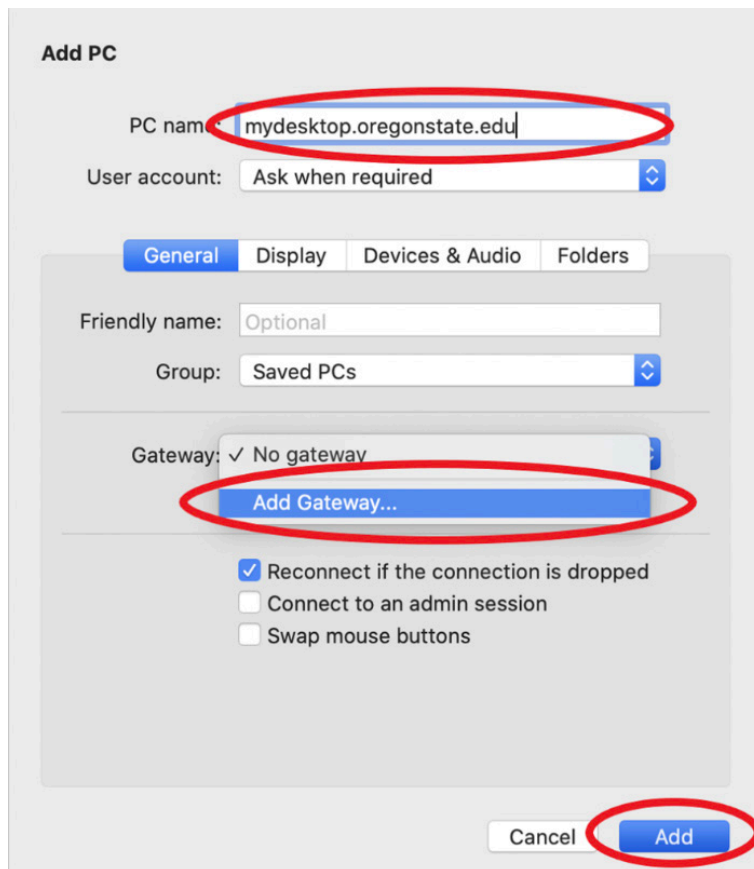 Add PC
PC name: mydesktop.oregonstate.edu
User account: Ask when required
General Display Devices & Audio Folders
Friendly name: Optional
Group: Saved PCs
Gateway: ✓ No gateway
Add Gateway...
Reconnect if the connection is dropped
Connect to an admin session
Swap mouse buttons
Cancel Add